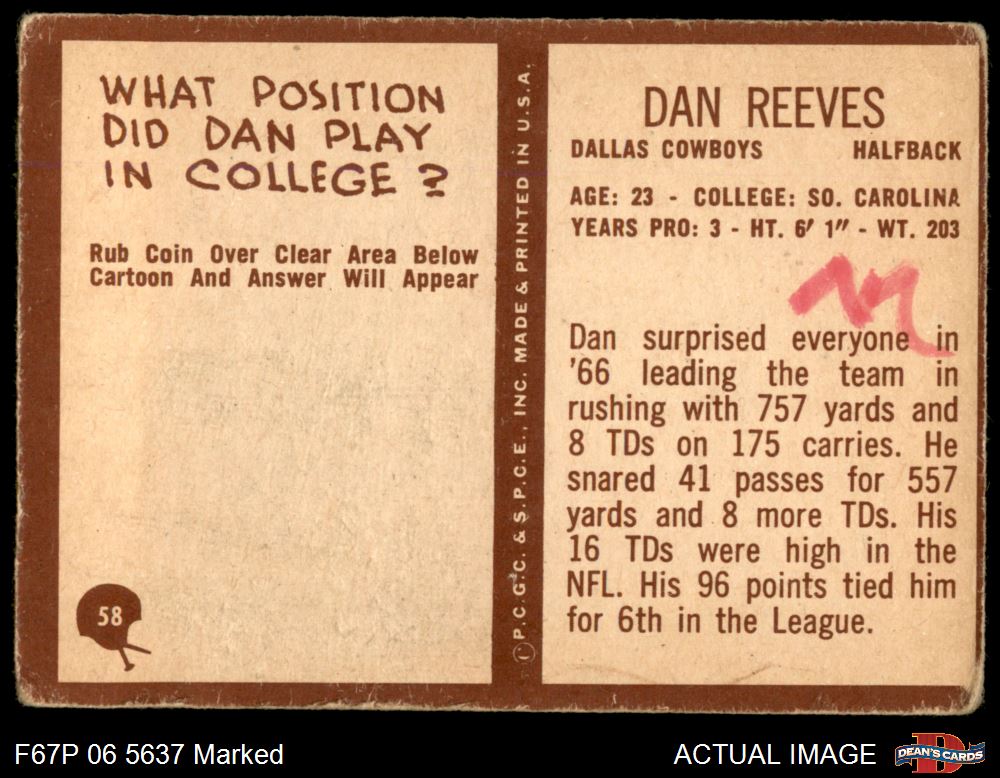 WHAT POSITION
DID DAN PLAY
IN COLLEGE ?
Rub Coin Over Clear Area Below
Cartoon And Answer Will Appear
58
©P.C.G.C. & S.P.C.E., INC. MADE & PRINTED IN U.S.A.
DAN REEVES
DALLAS COWBOYS HALFBACK
AGE: 23 - COLLEGE: SO. CAROLINA
YEARS PRO: 3 - HT. 6' 1" - WT. 203
Dan surprised everyone in
'66 leading the team in
rushing with 757 yards and
8 TDs on 175 carries. He
snared 41 passes for 557
yards and 8 more TDs. His
16 TDs were high in the
NFL. His 96 points tied him
for 6th in the League.
F67P 06 5637 Marked
ACTUAL IMAGE
DEAN'S CARDS